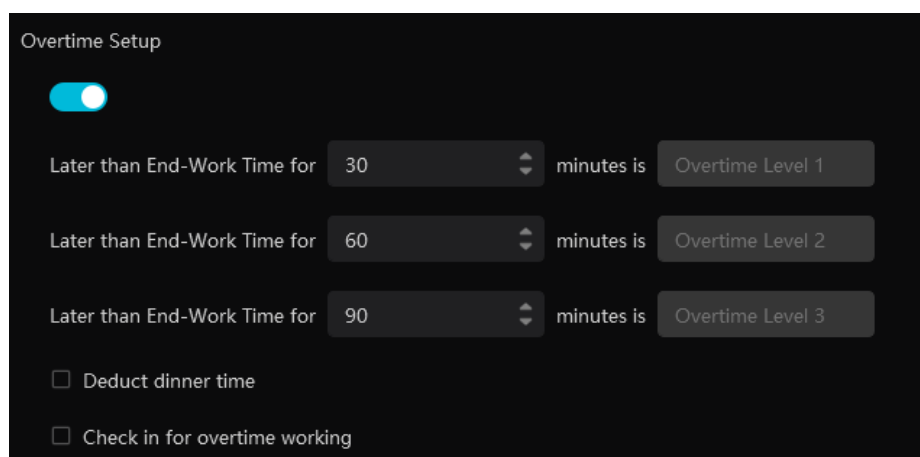 Overtime Setup
Later than End-Work Time for 30 minutes is Overtime Level 1
Later than End-Work Time for 60 minutes is Overtime Level 2
Later than End-Work Time for 90 minutes is Overtime Level 3
Deduct dinner time
Check in for overtime working